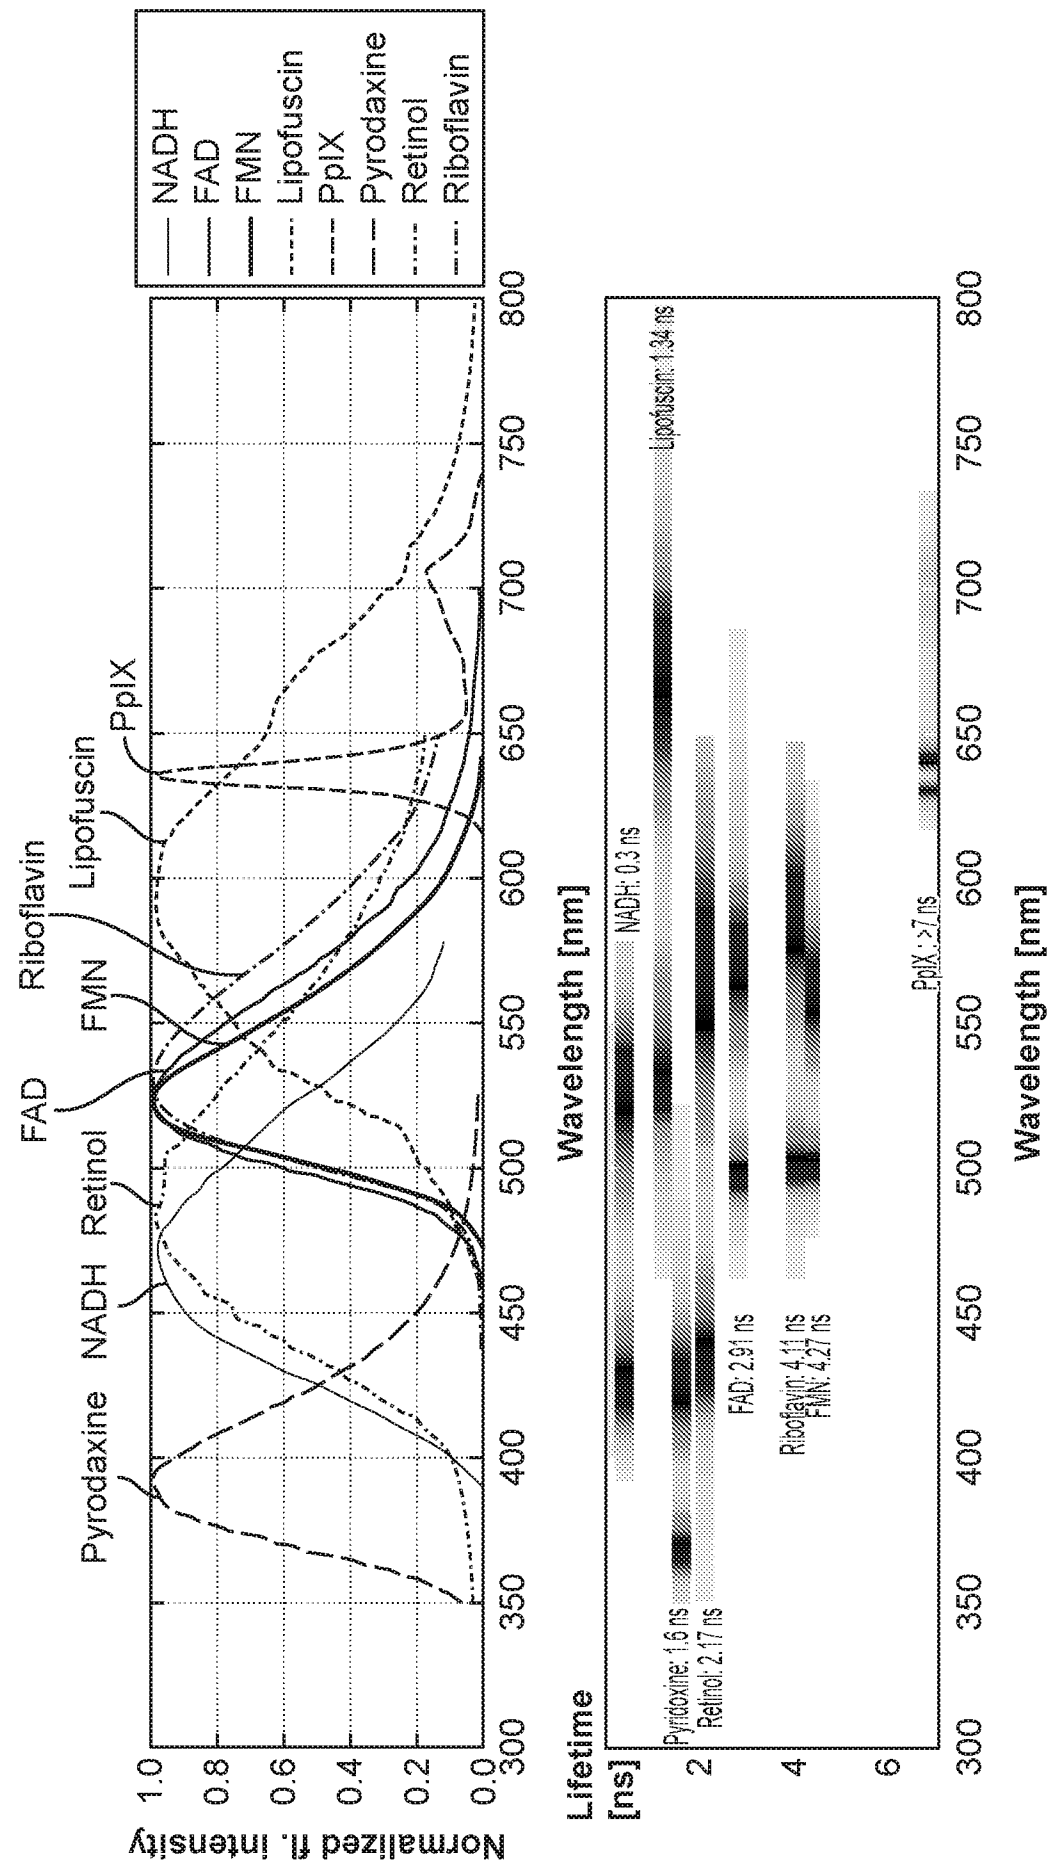 Pyrodaxine NADH Retinol FAD FMN Riboflavin Lipofuscin PpIX
Normalized fl. intensity
1.0
0.8
0.6
0.4
0.2
0.0
300 350 400 450 500 550 600 650 700 750 800
Wavelength [nm]
NADH
FAD
FMN
Lipofuscin
PpIX
Pyrodaxine
Retinol
Riboflavin
Lifetime
[ns]
2
4
6
NADH: 0.3 ns
Lipofuscin: 1.34 ns
Pyridoxine: 1.6 ns
Retinol: 2.17 ns
FAD: 2.91 ns
Riboflavin: 4.11 ns
FMN: 4.27 ns
PpIX: >7 ns
300 350 400 450 500 550 600 650 700 750 800
Wavelength [nm]